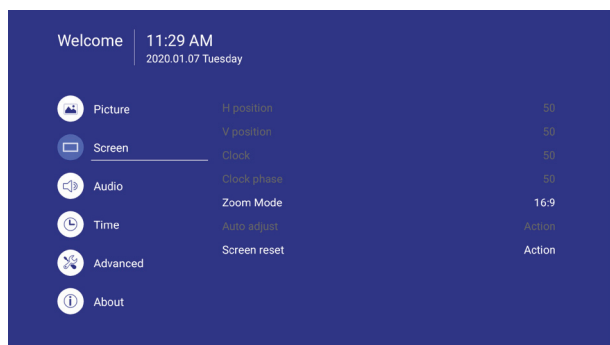 Welcome
11:29 AM
2020.01.07 Tuesday
Picture
Screen
Audio
Time
Advanced
About
H position 50
V position 50
Clock 50
Clock phase 50
Zoom Mode 16:9
Auto adjust Action
Screen reset Action